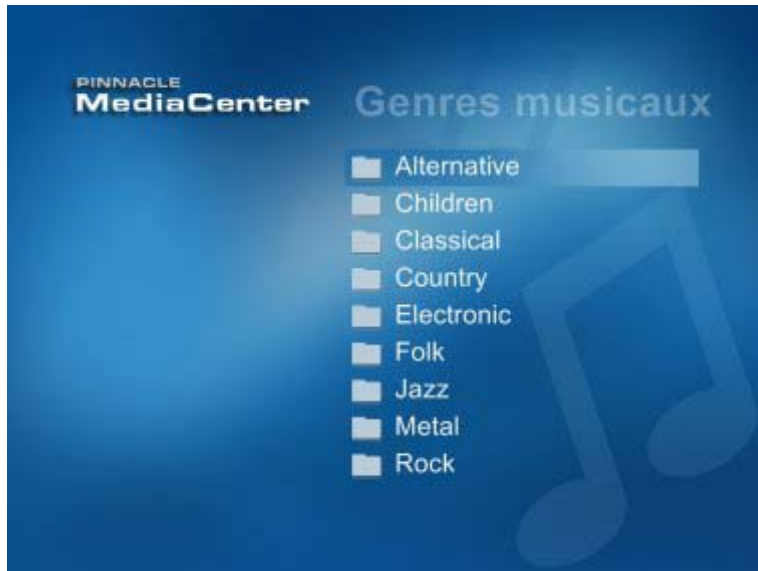 PINNACLE
MediaCenter
Genres musicaux
Alternative
Children
Classical
Country
Electronic
Folk
Jazz
Metal
Rock